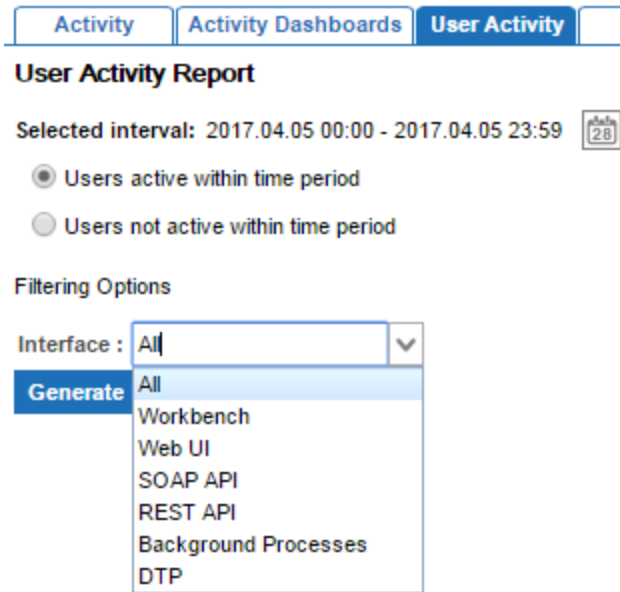 Activity Activity Dashboards User Activity
User Activity Report
Selected interval: 2017.04.05 00:00 - 2017.04.05 23:59 28
Users active within time period
Users not active within time period
Filtering Options
Interface : All
Generate All
Workbench
Web UI
SOAP API
REST API
Background Processes
DTP